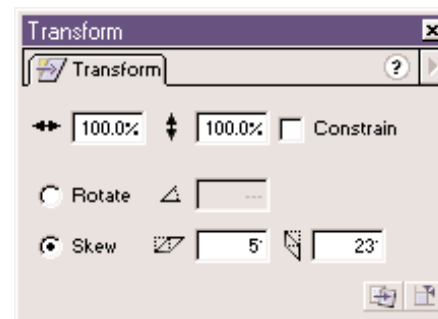 Transform
Transform ?
100.0% 100.0% Constrain
Rotate ---
Skew 5° 23°